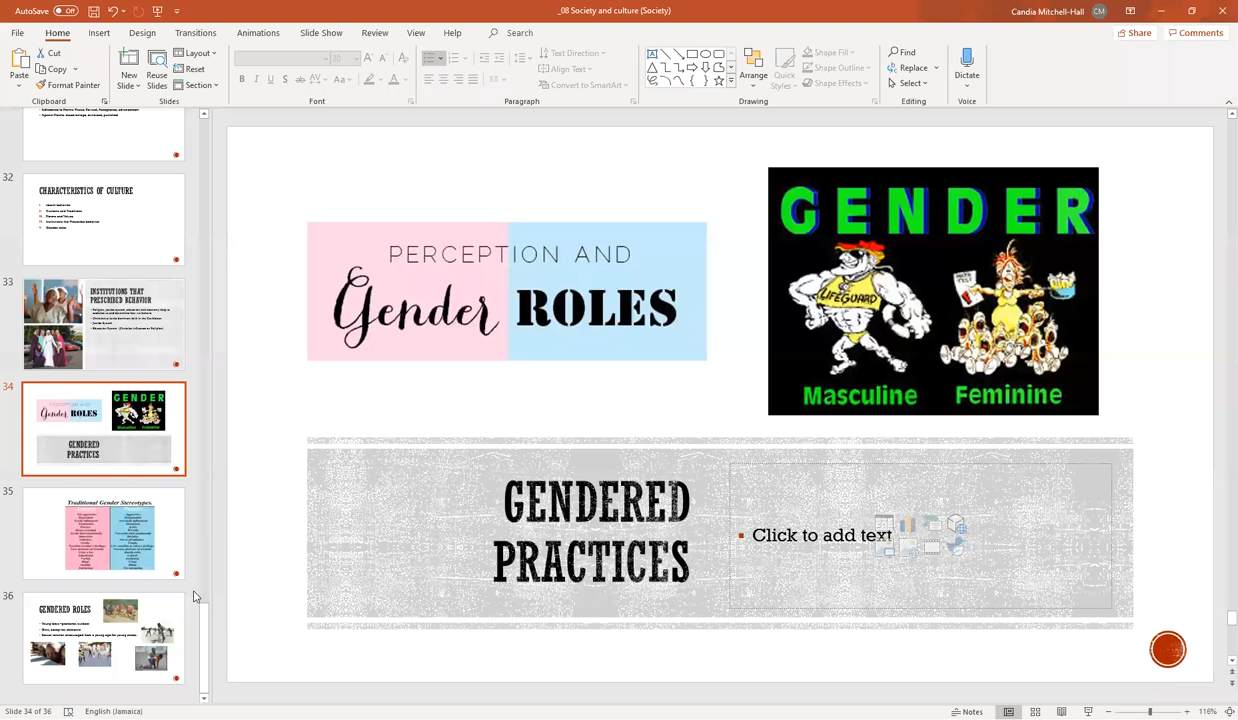 AutoSave Off
_08 Society and culture (Society)
Candia Mitchell-Hall CM
File Home Insert Design Transitions Animations Slide Show Review View Help Search
Share Comments
Paste
Cut
Copy
Format Painter
Clipboard
New Slide
Reuse Slides
Layout
Reset
Section
Slides
20
Font
Text Direction
Align Text
Convert to SmartArt
Paragraph
Arrange
Quick Styles
Shape Fill
Shape Outline
Shape Effects
Drawing
Find
Replace
Select
Editing
Dictate
Voice
32
CHARACTERISTICS OF CULTURE
33
INSTITUTIONS THAT PRESCRIBED BEHAVIOR
34
Gender ROLES
GENDER
GENDERED
PRACTICES
35
Traditional Gender Stereotypes.
36
GENDERED ROLES
PERCEPTION AND
Gender ROLES
GENDER
LIFEGUARD
Masculine
Feminine
GENDERED
PRACTICES
Click to add text
Slide 34 of 36
English (Jamaica)
Notes
116%